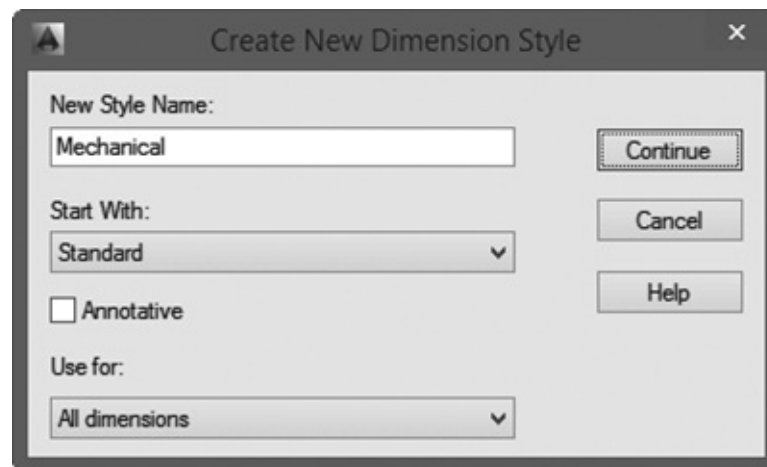 Create New Dimension Style
New Style Name:
Mechanical
Continue
Start With:
Cancel
Standard
Help
Annotative
Use for:
All dimensions